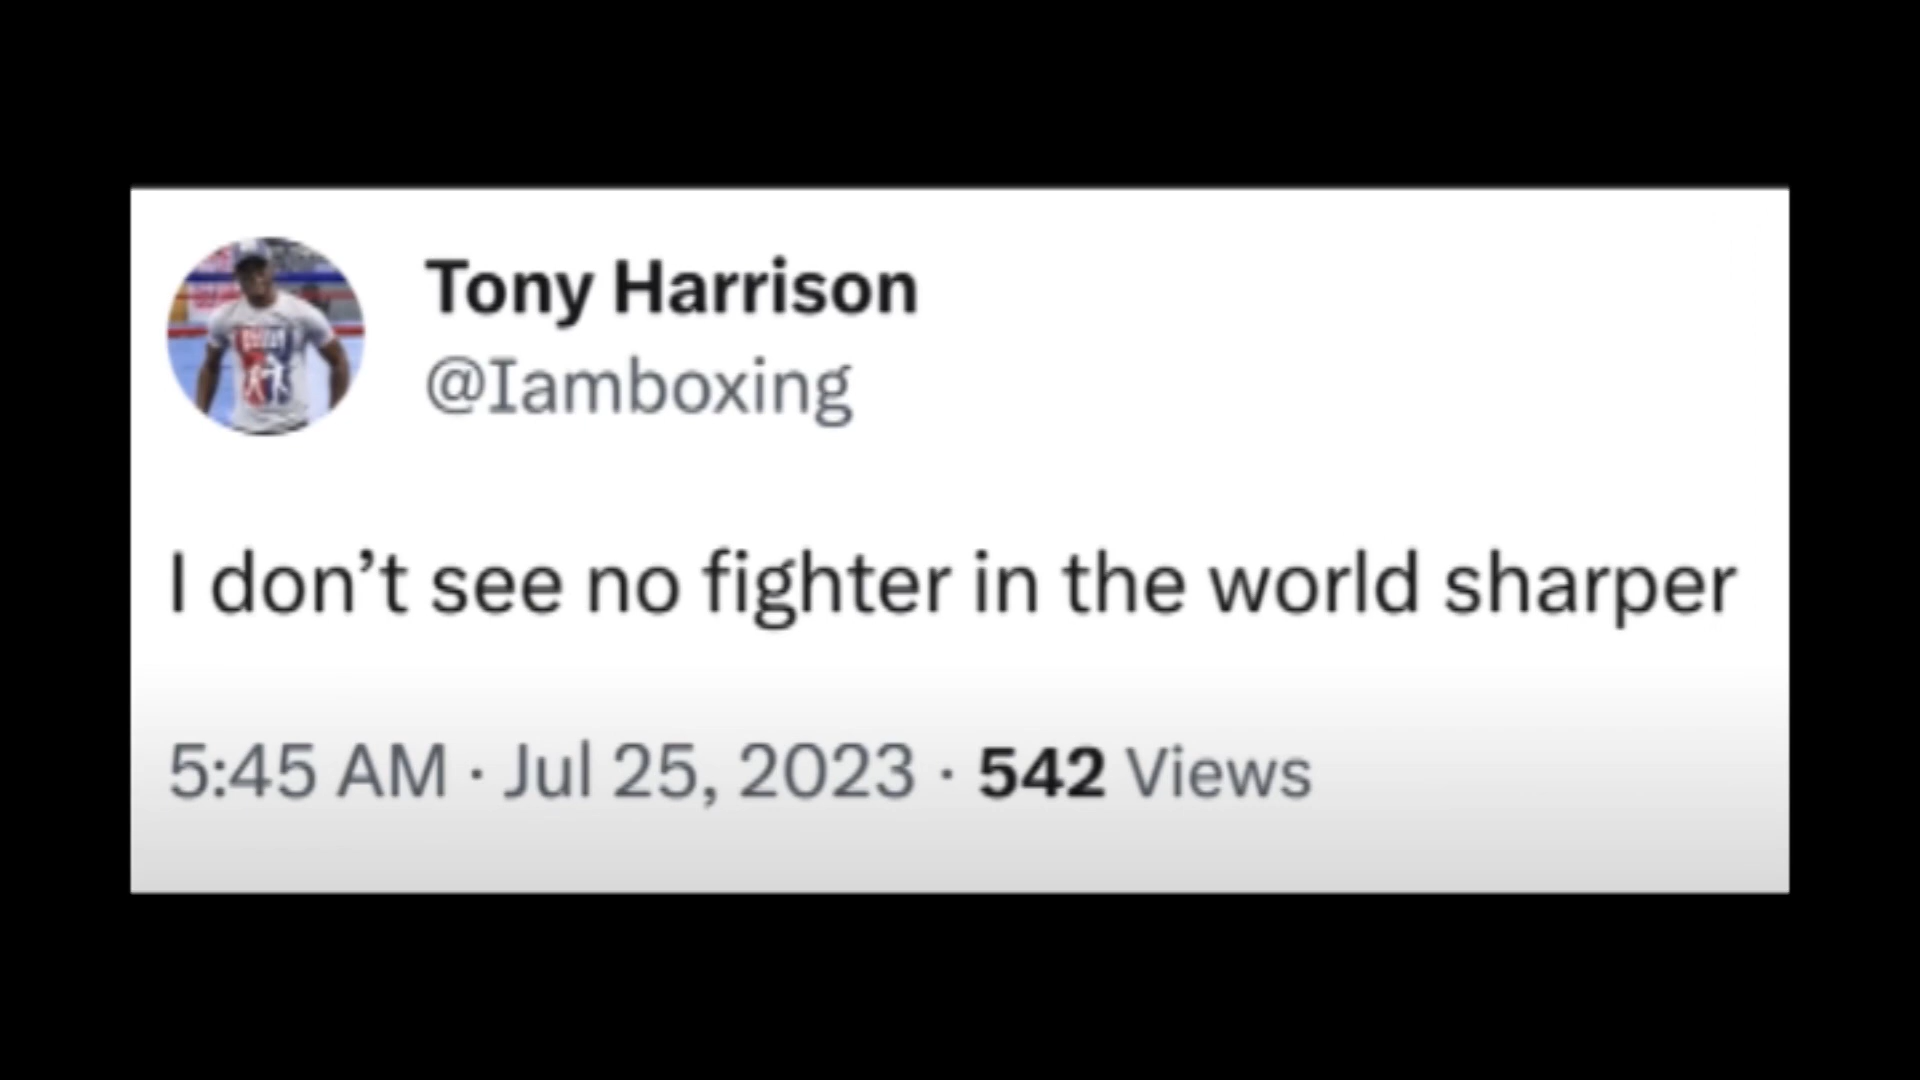 Tony Harrison
@Iamboxing
I don’t see no fighter in the world sharper
5:45 AM · Jul 25, 2023 · 542 Views